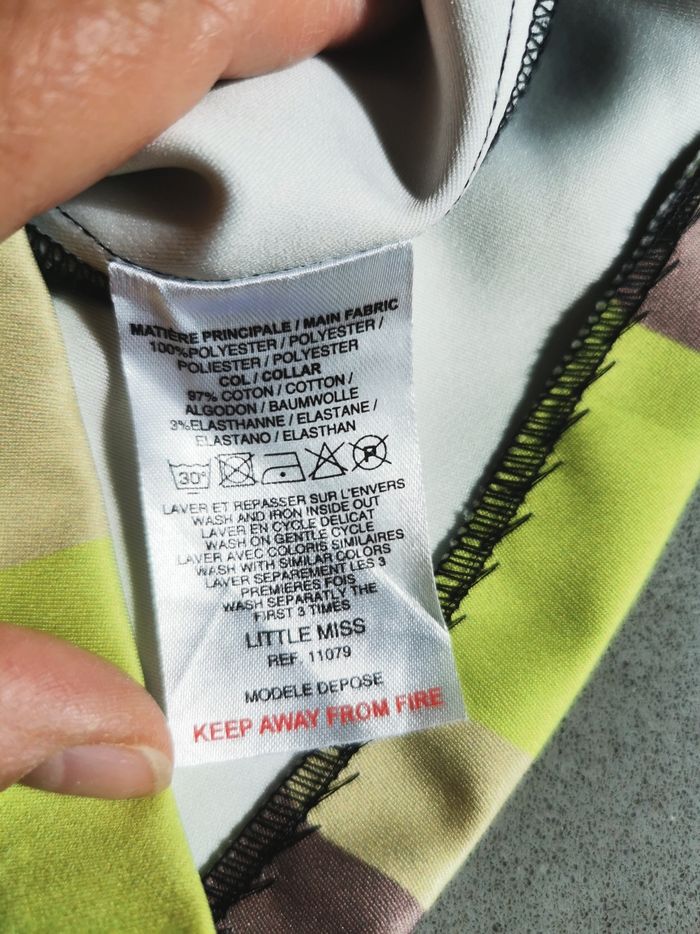 MATIÈRE PRINCIPALE / MAIN FABRIC
100%POLYESTER / POLYESTER /
POLIESTER / POLYESTER
COL / COLLAR
97% COTON / COTTON /
ALGODON / BAUMWOLLE
3%ELASTHANNE / ELASTANE /
ELASTANO / ELASTHAN
30°
LAVER ET REPASSER SUR L'ENVERS
WASH AND IRON INSIDE OUT
LAVER EN CYCLE DELICAT
WASH ON GENTLE CYCLE
LAVER AVEC COLORIS SIMILAIRES
WASH WITH SIMILAR COLORS
LAVER SEPAREMENT LES 3
PREMIERES FOIS
WASH SEPARATLY THE
FIRST 3 TIMES
LITTLE MISS
REF. 11079
MODELE DEPOSE
KEEP AWAY FROM FIRE